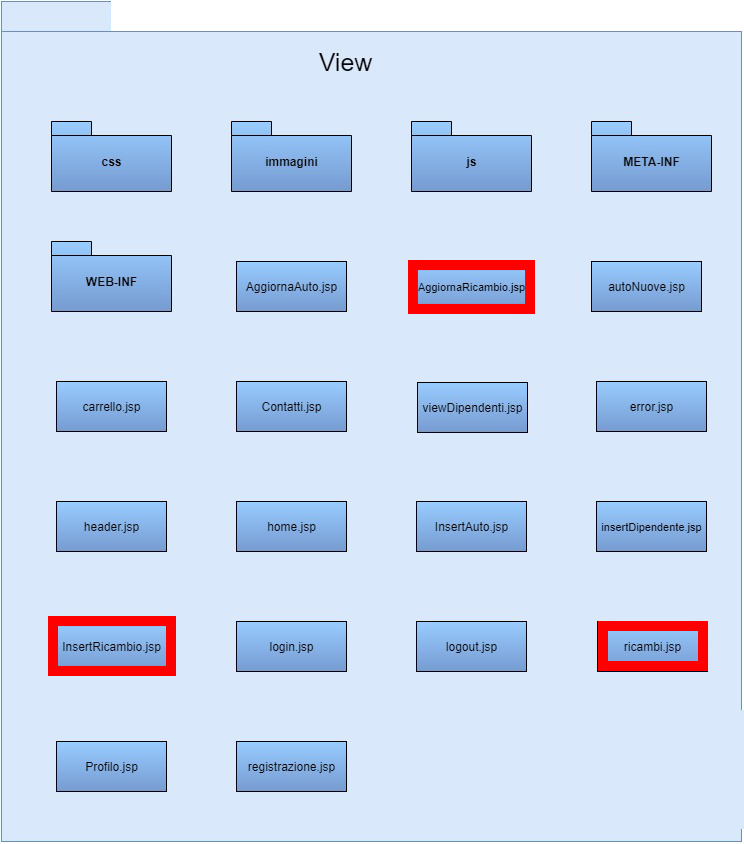 View
css
immagini
js
META-INF
WEB-INF
AggiornaAuto.jsp
AggiornaRicambio.jsp
autoNuove.jsp
carrello.jsp
Contatti.jsp
viewDipendenti.jsp
error.jsp
header.jsp
home.jsp
InsertAuto.jsp
insertDipendente.jsp
InsertRicambio.jsp
login.jsp
logout.jsp
ricambi.jsp
Profilo.jsp
registrazione.jsp